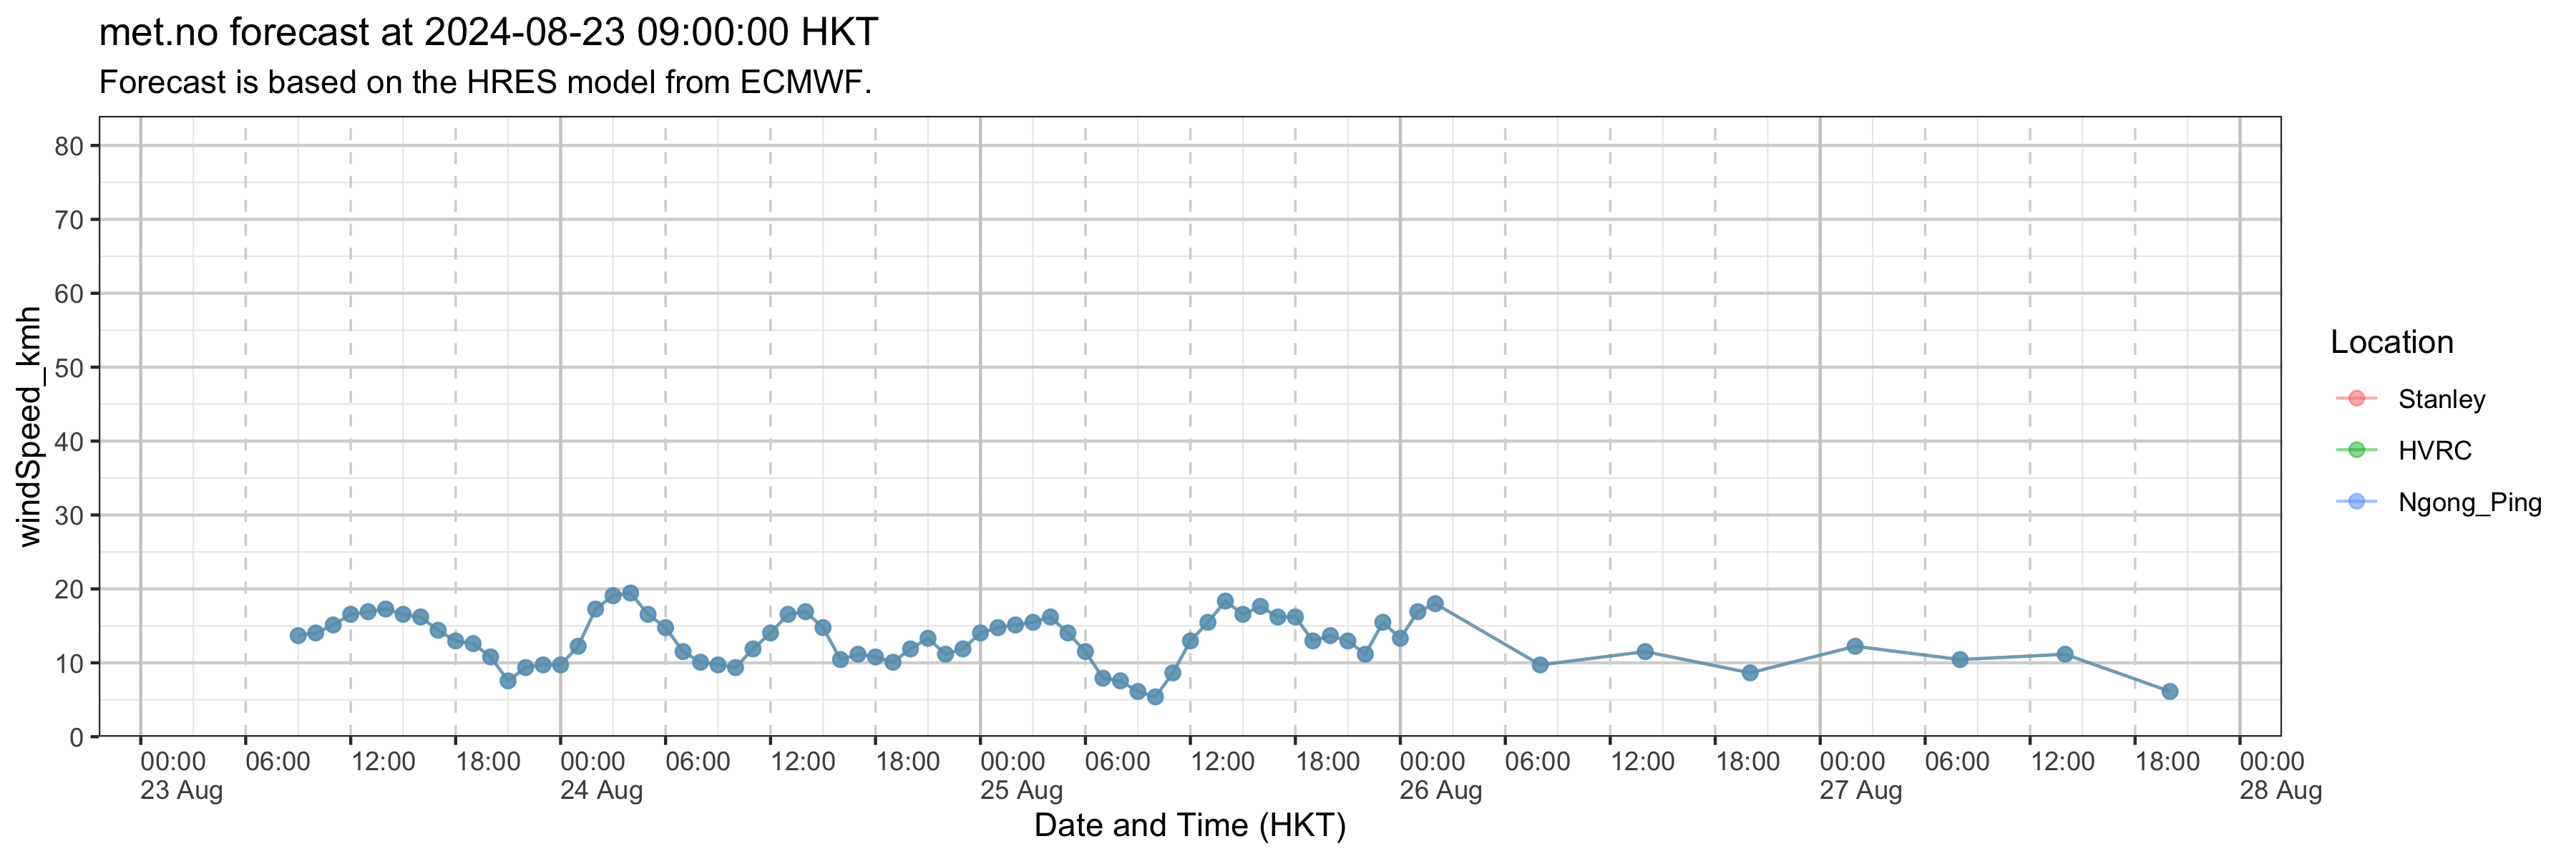 met.no forecast at 2024-08-23 09:00:00 HKT
Forecast is based on the HRES model from ECMWF.
windSpeed_kmh
80
70
60
50
40
30
20
10
0
00:00 06:00 12:00 18:00 00:00 06:00 12:00 18:00 00:00 06:00 12:00 18:00 00:00 06:00 12:00 18:00 00:00 06:00 12:00 18:00 00:00
23 Aug 24 Aug 25 Aug 26 Aug 27 Aug 28 Aug
Date and Time (HKT)
Location
Stanley
HVRC
Ngong_Ping